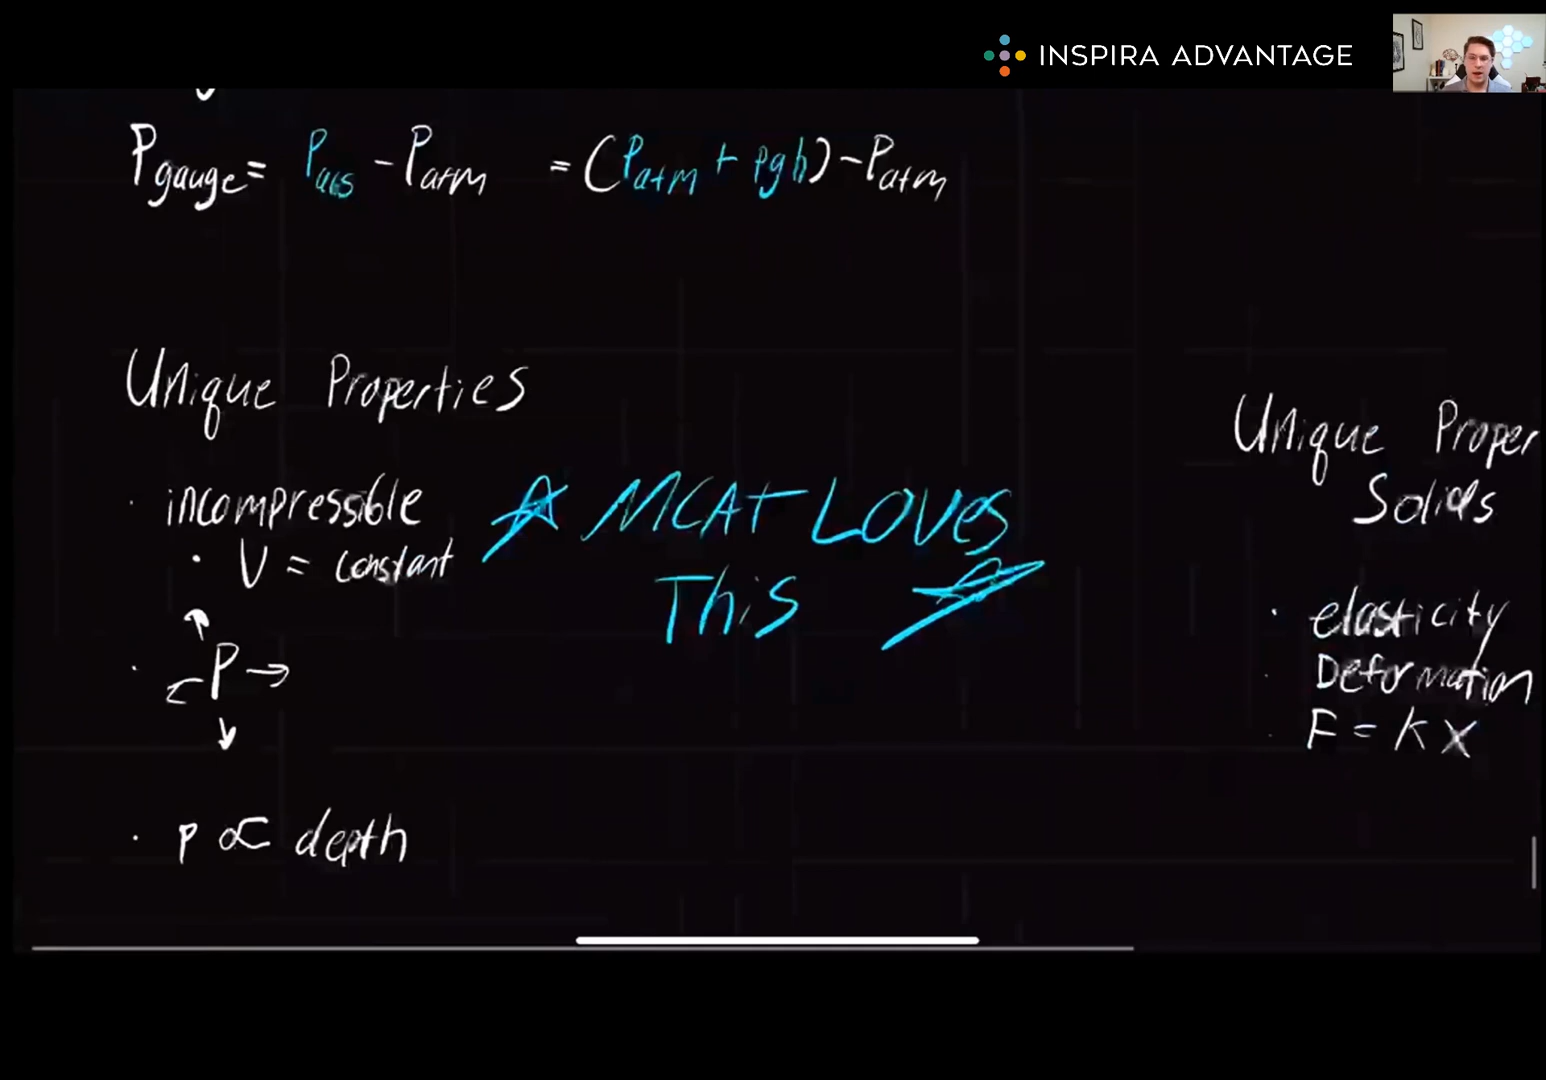 INSPIRA ADVANTAGE
Pgauge = Pabs - Patm = (Patm + ρgh) - Patm
Unique Properties
· incompressible
· V = constant
☆ MCAT LOVES
This ☆
· P →
· P ∝ depth
Unique Proper
Solids
· elasticity
· Deformation
· F = K X